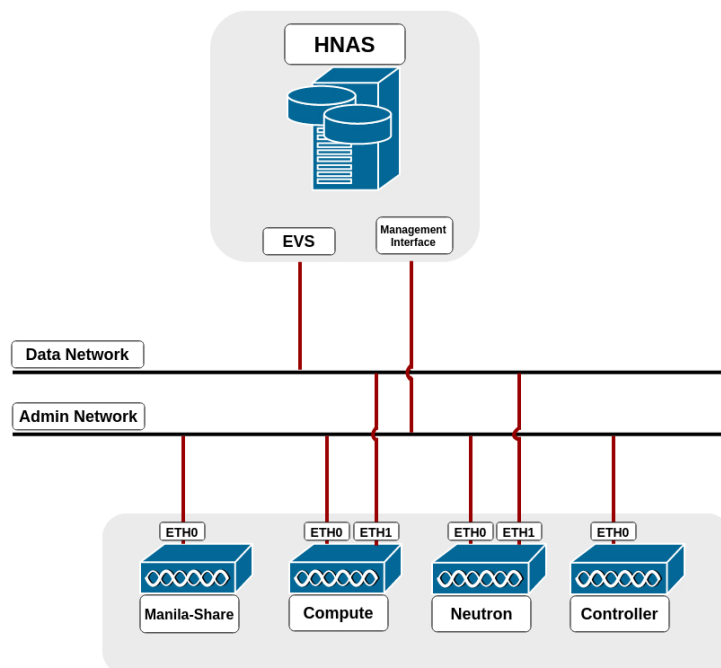 HNAS
EVS
Management
Interface
Data Network
Admin Network
ETH0
ETH0
ETH1
ETH0
ETH1
ETH0
Manila-Share
Compute
Neutron
Controller